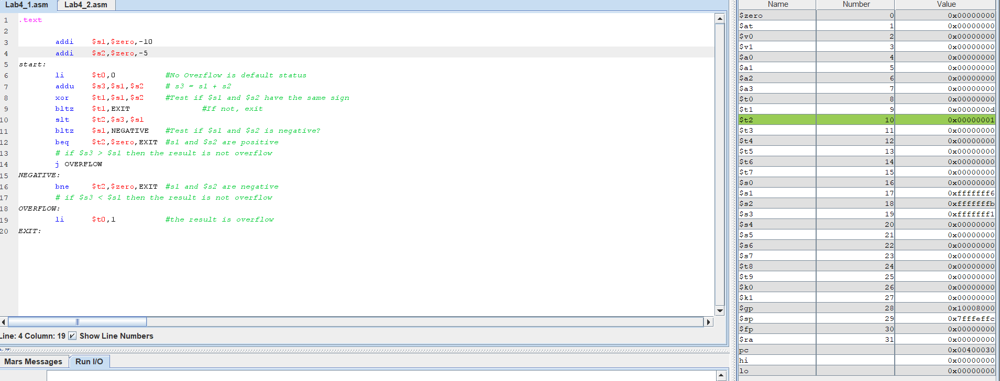 Lab4_1.asm Lab4_2.asm
1 .text
2
3 addi $s1,$zero,-10
4 addi $s2,$zero,-5
5 start:
6 li $t0,0 #No Overflow is default status
7 addu $s3,$s1,$s2 # s3 = s1 + s2
8 xor $t1,$s1,$s2 #Test if $s1 and $s2 have the same sign
9 bltz $t1,EXIT #If not, exit
10 slt $t2,$s3,$s1
11 bltz $s1,NEGATIVE #Test if $s1 and $s2 is negative?
12 beq $t2,$zero,EXIT #s1 and $s2 are positive
13 # if $s3 > $s1 then the result is not overflow
14 j OVERFLOW
15 NEGATIVE:
16 bne $t2,$zero,EXIT #s1 and $s2 are negative
17 # if $s3 < $s1 then the result is not overflow
18 OVERFLOW:
19 li $t0,1 #the result is overflow
20 EXIT:
Line: 4 Column: 19 Show Line Numbers
Mars Messages Run I/O
Name Number Value
$zero 0 0x00000000
$at 1 0x00000000
$v0 2 0x00000000
$v1 3 0x00000000
$a0 4 0x00000000
$a1 5 0x00000000
$a2 6 0x00000000
$a3 7 0x00000000
$t0 8 0x00000000
$t1 9 0x0000000d
$t2 10 0x00000001
$t3 11 0x00000000
$t4 12 0x00000000
$t5 13 0x00000000
$t6 14 0x00000000
$t7 15 0x00000000
$s0 16 0x00000000
$s1 17 0xfffffff6
$s2 18 0xfffffffb
$s3 19 0xfffffff1
$s4 20 0x00000000
$s5 21 0x00000000
$s6 22 0x00000000
$s7 23 0x00000000
$t8 24 0x00000000
$t9 25 0x00000000
$k0 26 0x00000000
$k1 27 0x00000000
$gp 28 0x10008000
$sp 29 0x7fffeffc
$fp 30 0x00000000
$ra 31 0x00000000
pc 0x00400030
hi 0x00000000
lo 0x00000000